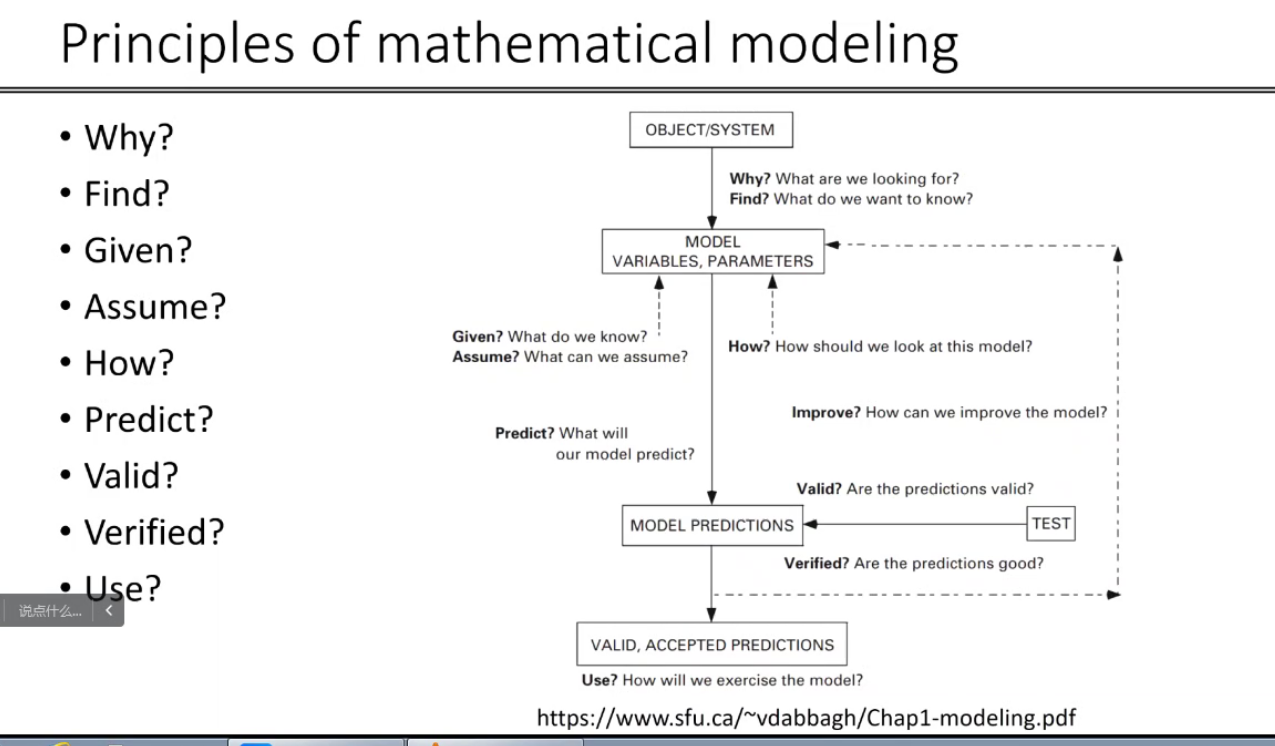 Principles of mathematical modeling
• Why?
• Find?
• Given?
• Assume?
• How?
• Predict?
• Valid?
• Verified?
• Use?
说点什么...
OBJECT/SYSTEM
Why? What are we looking for?
Find? What do we want to know?
MODEL
VARIABLES, PARAMETERS
Given? What do we know?
Assume? What can we assume?
How? How should we look at this model?
Improve? How can we improve the model?
Predict? What will
our model predict?
Valid? Are the predictions valid?
MODEL PREDICTIONS
TEST
Verified? Are the predictions good?
VALID, ACCEPTED PREDICTIONS
Use? How will we exercise the model?
https://www.sfu.ca/~vdabbagh/Chap1-modeling.pdf